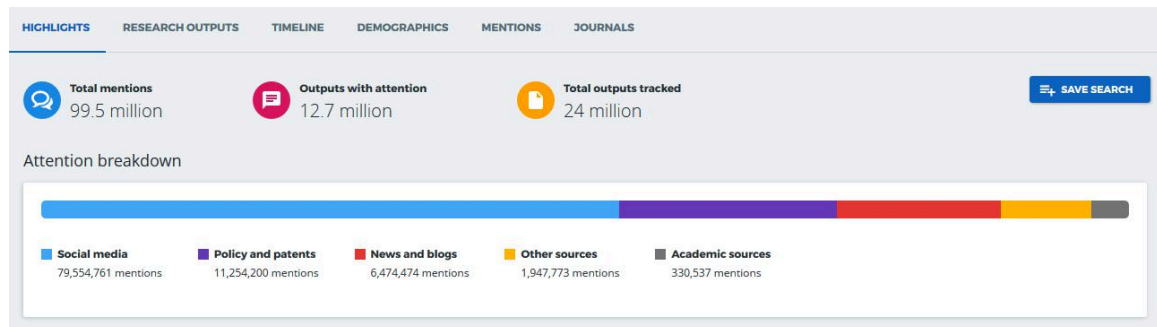 HIGHLIGHTS RESEARCH OUTPUTS TIMELINE DEMOGRAPHICS MENTIONS JOURNALS
Total mentions
99.5 million
Outputs with attention
12.7 million
Total outputs tracked
24 million
SAVE SEARCH
Attention breakdown
Social media
79,554,761 mentions
Policy and patents
11,254,200 mentions
News and blogs
6,474,474 mentions
Other sources
1,947,773 mentions
Academic sources
330,537 mentions